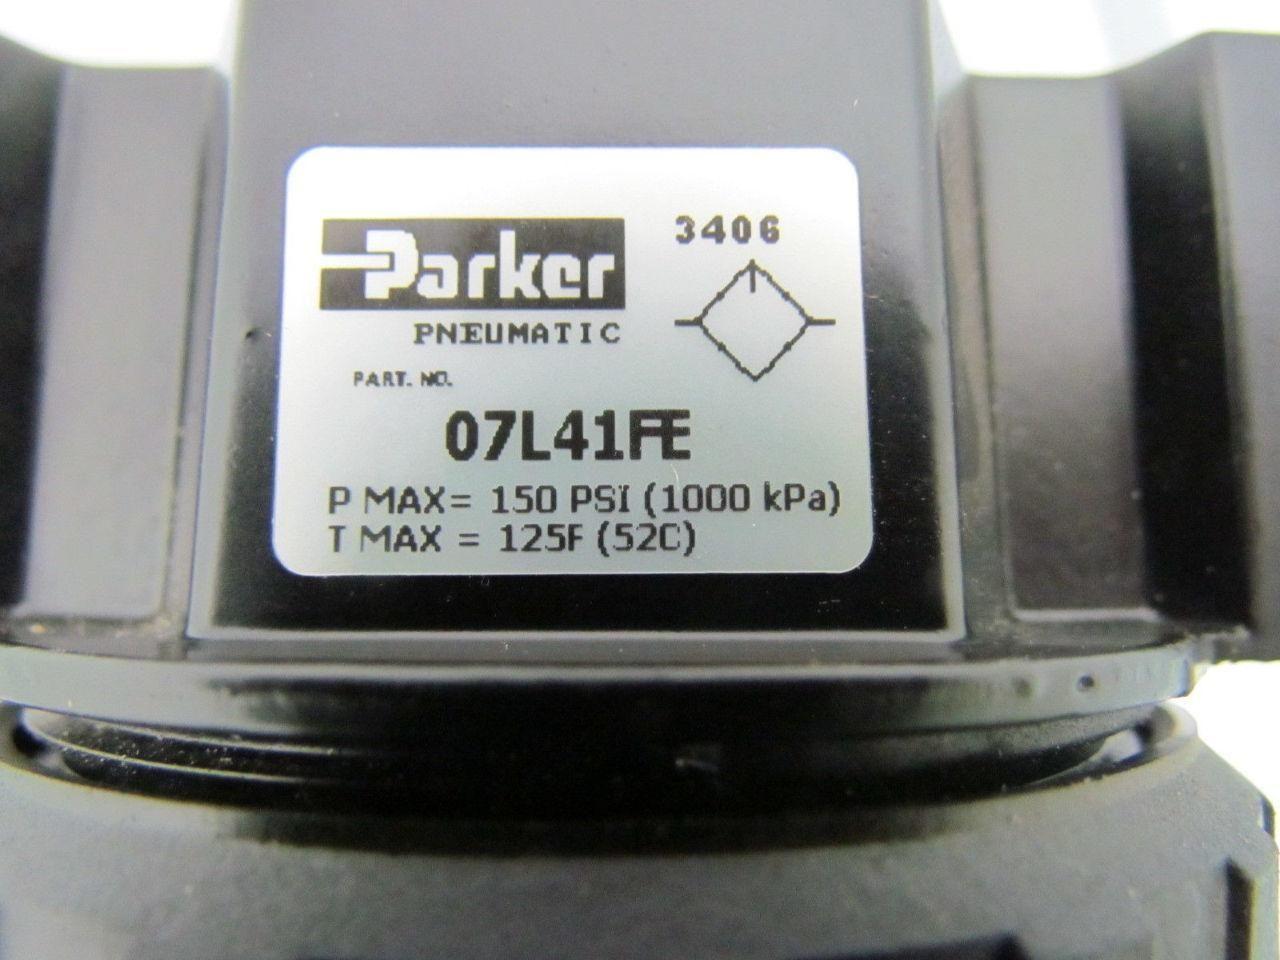 Parker
3406
PNEUMATIC
PART. NO.
07L41FE
P MAX= 150 PSI (1000 kPa)
T MAX = 125F (52C)